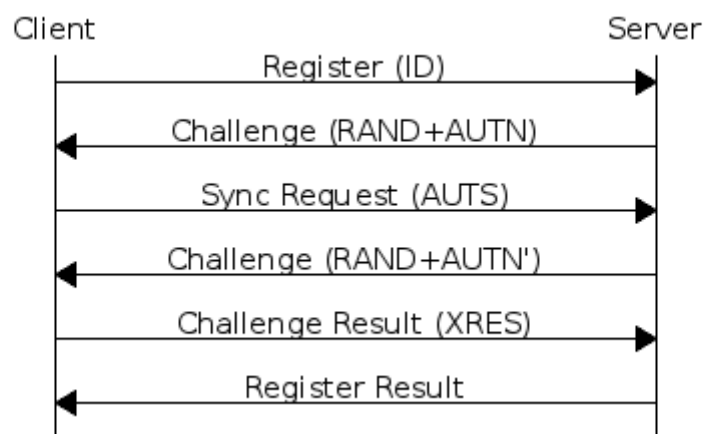 Client Server
Register (ID)
Challenge (RAND+AUTN)
Sync Request (AUTS)
Challenge (RAND+AUTN')
Challenge Result (XRES)
Register Result